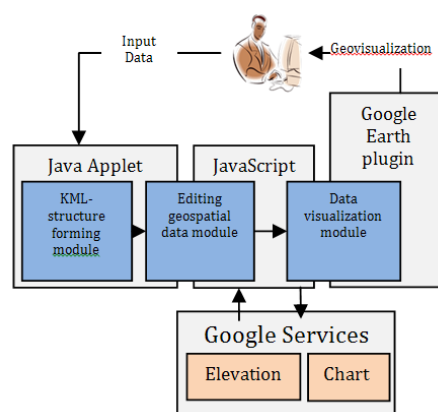 Input
Data
Geovisualization
Google
Earth
plugin
Java Applet
JavaScript
KML-
structure
forming
module
Editing
geospatial
data module
Data
visualization
module
Google Services
Elevation
Chart